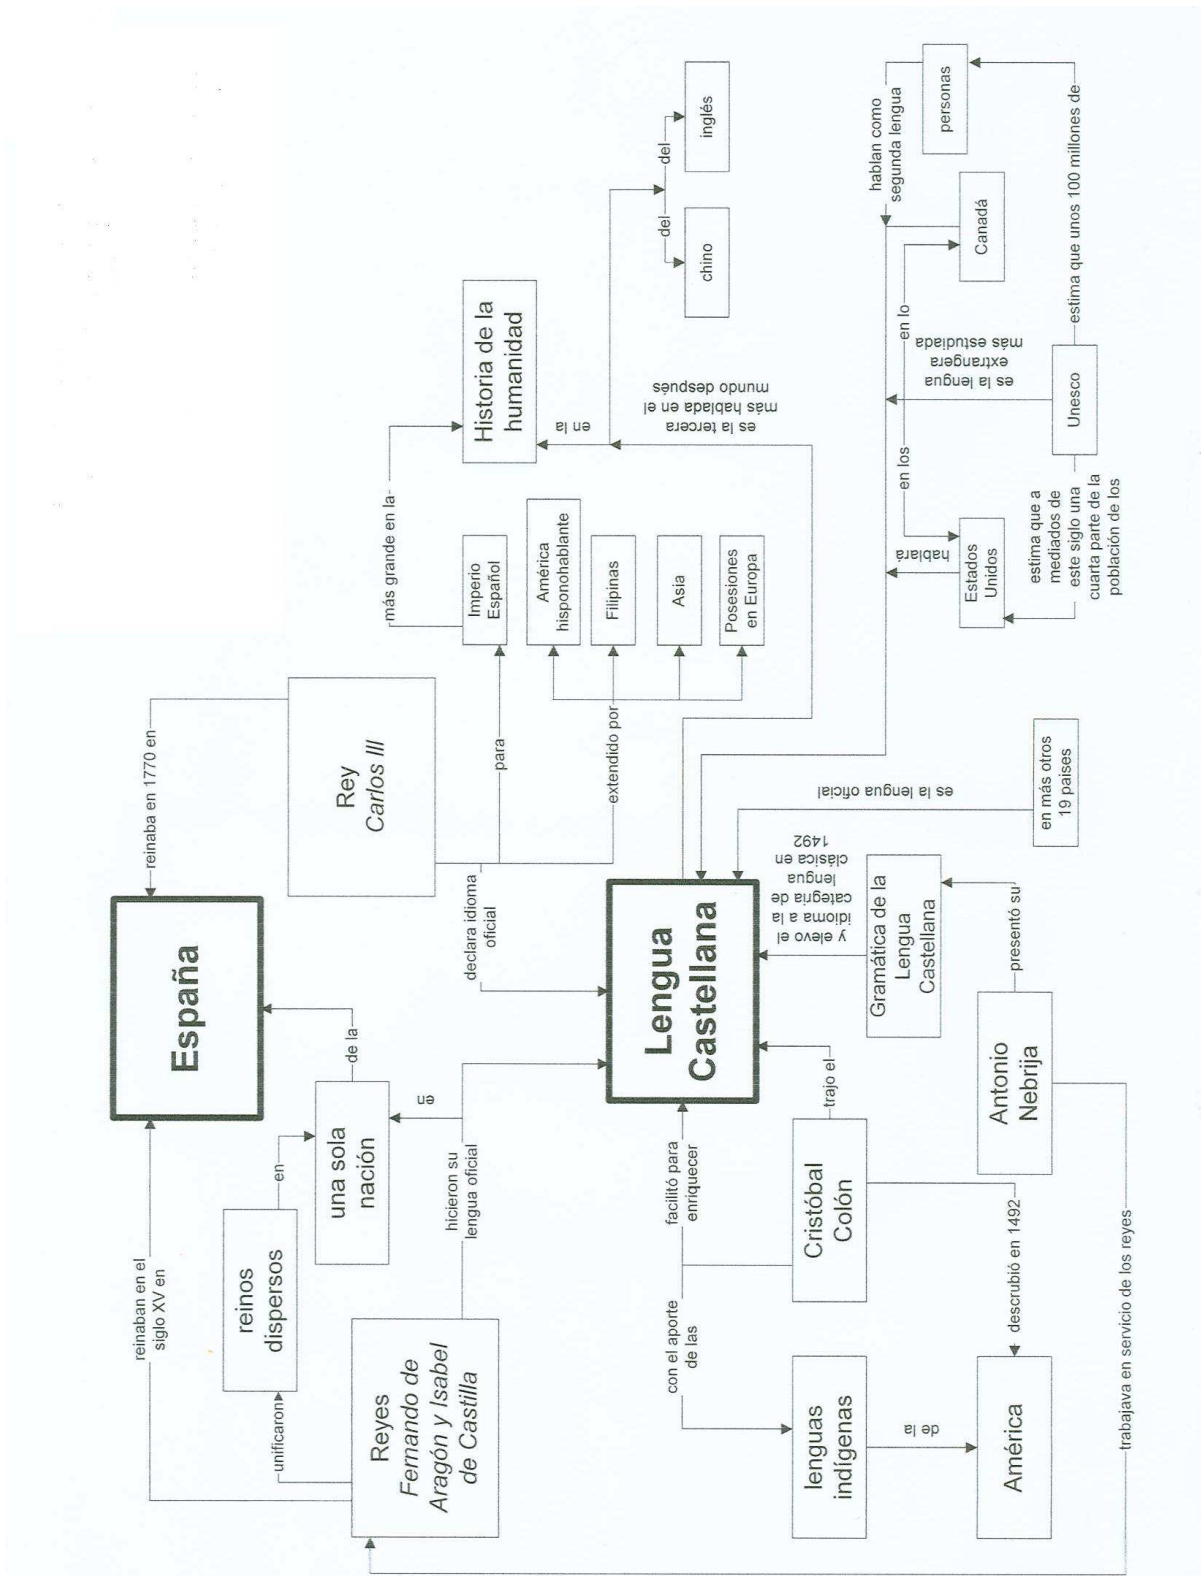 España
reinaban en el
siglo XV en
reinaba en 1770 en
de la
reinos
dispersos
en
una sola
nación
unificaron
Reyes
Fernando de
Aragón y Isabel
de Castilla
hicieron su
lengua oficial
en
Rey
Carlos III
declara idioma
oficial
para
extendido por
más grande en la
Imperio
Español
América
hisponohablante
Filipinas
Asia
Posesiones
en Europa
Historia de la
humanidad
en la
es la tercera
más hablada en el
mundo después
del
del
chino
inglés
Lengua
Castellana
facilitó para
enriquecer
con el aporte
de las
lenguas
indígenas
de la
América
Cristóbal
Colón
trajo el
descrubió en 1492
y elevo el
idioma a la
categria de
lengua
clásica en
1492
Gramática de la
Lengua
Castellana
presentó su
Antonio
Nebrija
trabajava en servicio de los reyes
es la lengua oficial
en más otros
19 paises
hablará
Estados
Unidos
en los
en lo
Canadá
hablan como
segunda lengua
personas
es la lengua
extrangera
más estudiada
Unesco
estima que a
mediados de
este siglo una
cuarta parte de la
población de los
estima que unos 100 millones de